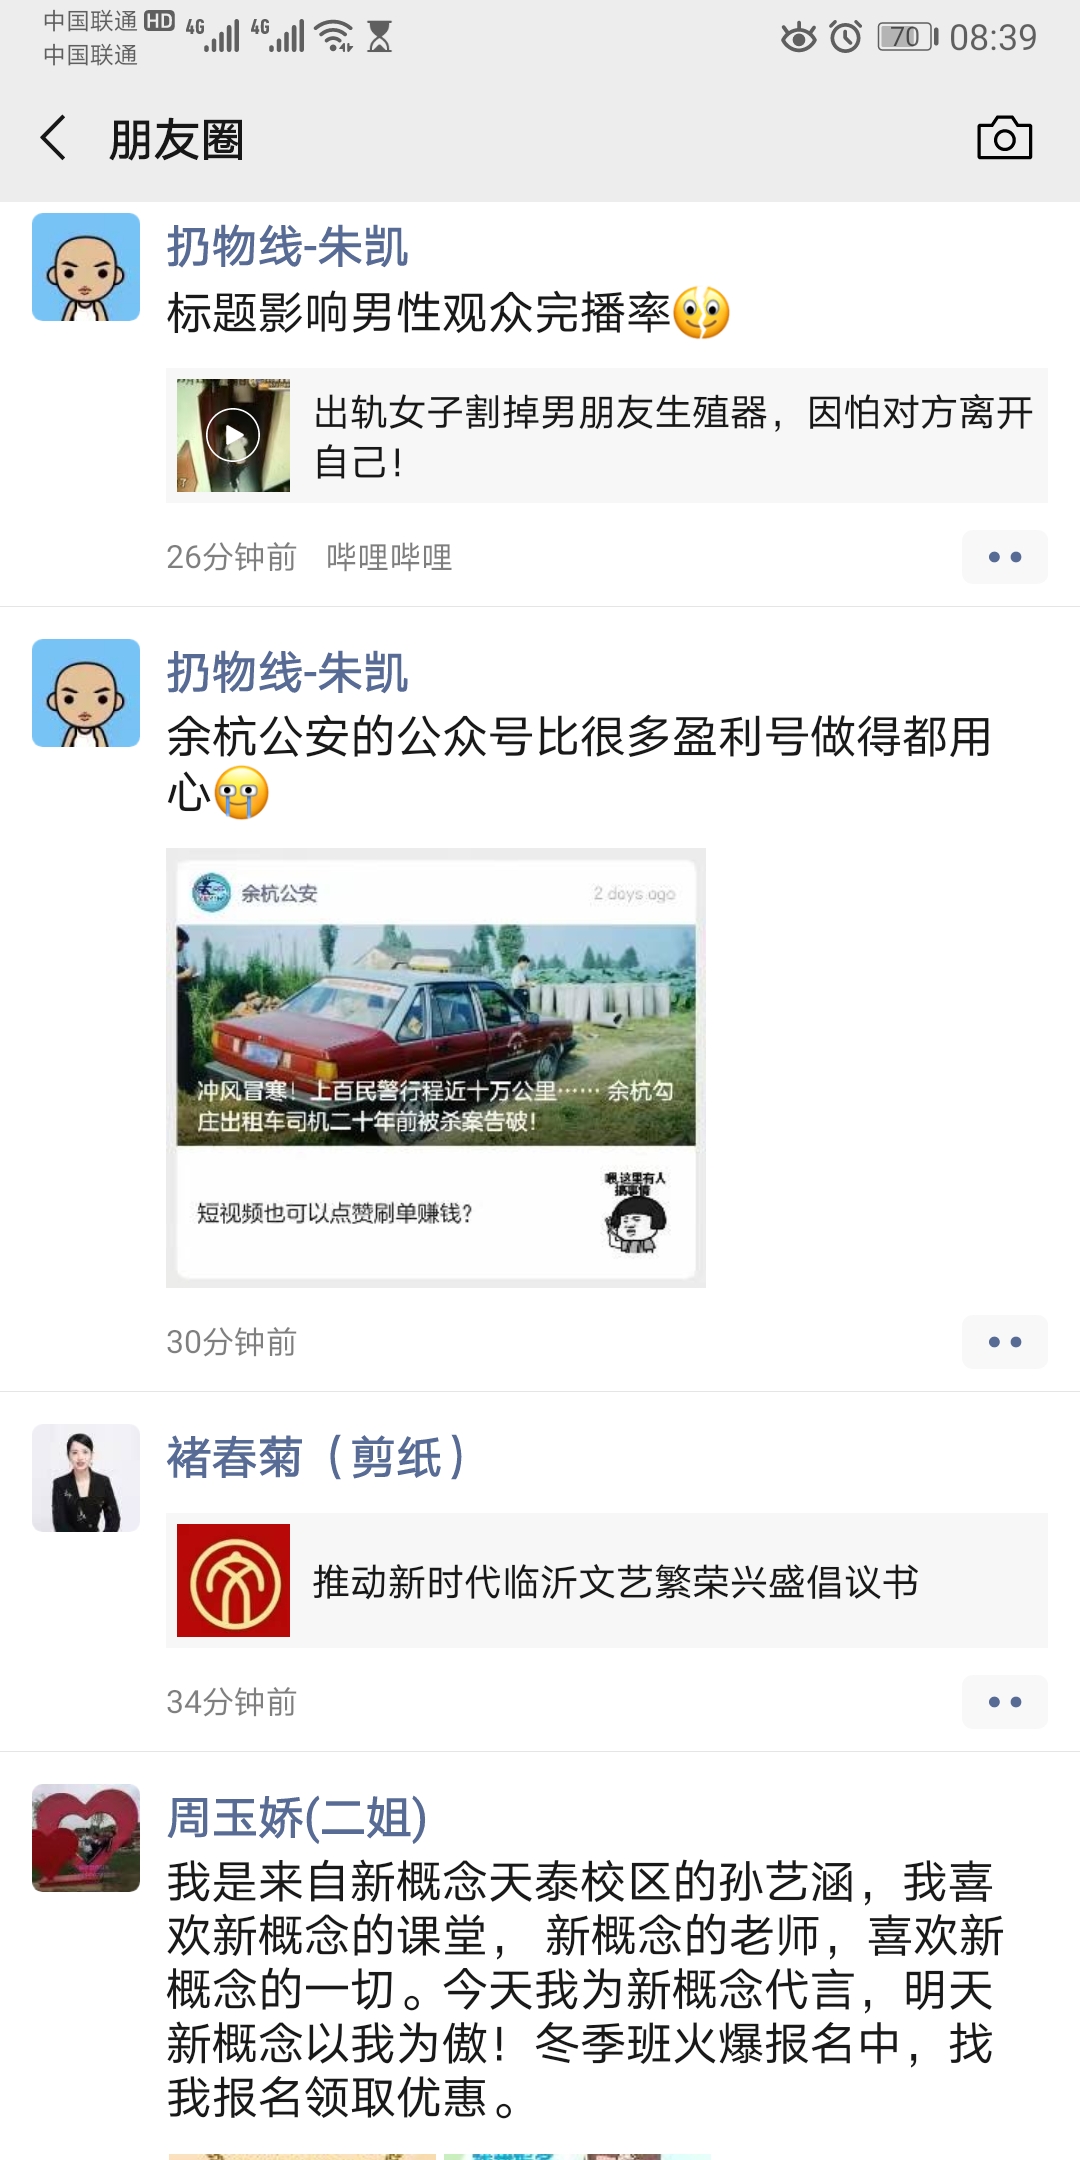 中国联通 HD 4G 4G 70 08:39
中国联通
朋友圈
扔物线-朱凯
标题影响男性观众完播率
出轨女子割掉男朋友生殖器，因怕对方离开
自己！
26分钟前 哔哩哔哩
扔物线-朱凯
余杭公安的公众号比很多盈利号做得都用
心
余杭公安 2 days ago
冲风冒寒！上百民警行程近十万公里…… 余杭勾
庄出租车司机二十年前被杀案告破！
嘿,这里有人
搞事情
短视频也可以点赞刷单赚钱？
30分钟前
褚春菊（剪纸）
推动新时代临沂文艺繁荣兴盛倡议书
34分钟前
周玉娇(二姐)
我是来自新概念天泰校区的孙艺涵，我喜
欢新概念的课堂， 新概念的老师，喜欢新
概念的一切。今天我为新概念代言，明天
新概念以我为傲！冬季班火爆报名中，找
我报名领取优惠。